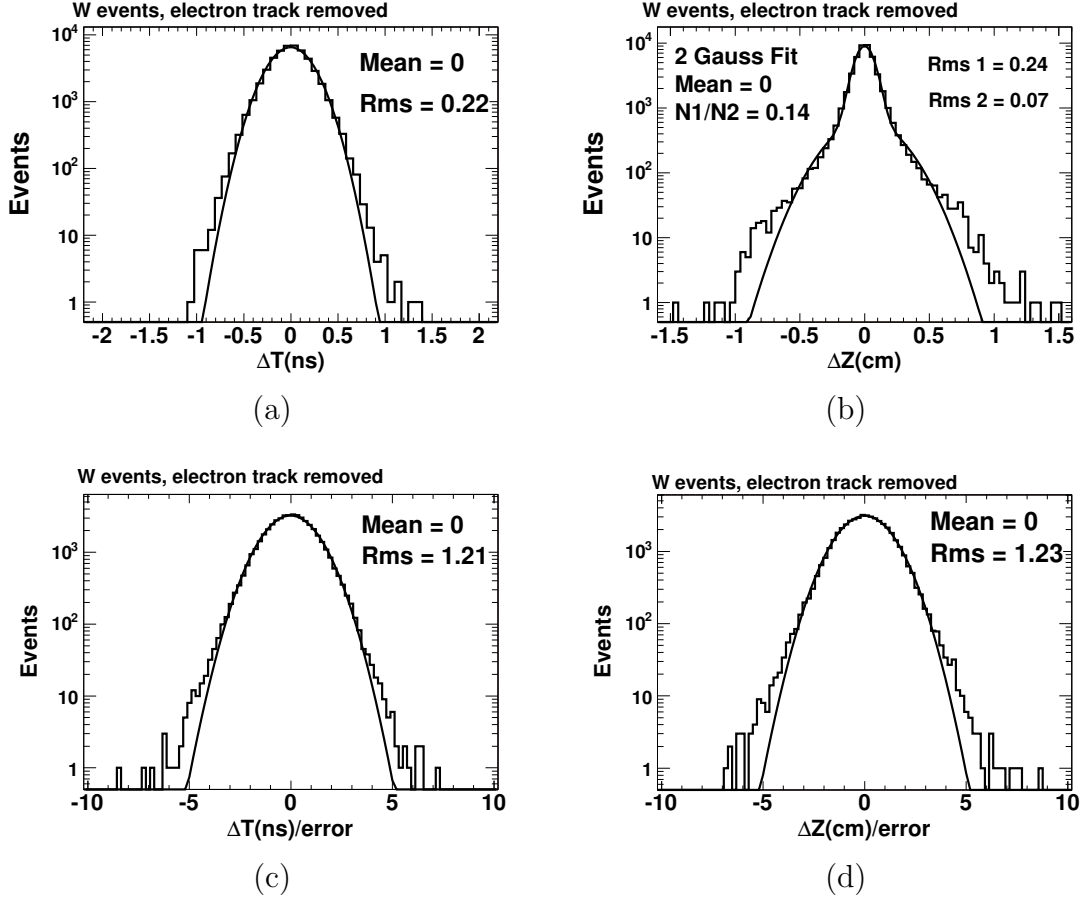 W events, electron track removed
Mean = 0
Rms = 0.22
Events
10^4
10^3
10^2
10
1
-2 -1.5 -1 -0.5 0 0.5 1 1.5 2
ΔT(ns)
(a)
W events, electron track removed
2 Gauss Fit
Mean = 0
N1/N2 = 0.14
Rms 1 = 0.24
Rms 2 = 0.07
Events
10^4
10^3
10^2
10
1
-1.5 -1 -0.5 0 0.5 1 1.5
ΔZ(cm)
(b)
W events, electron track removed
Mean = 0
Rms = 1.21
Events
10^3
10^2
10
1
-10 -5 0 5 10
ΔT(ns)/error
(c)
W events, electron track removed
Mean = 0
Rms = 1.23
Events
10^3
10^2
10
1
-10 -5 0 5 10
ΔZ(cm)/error
(d)